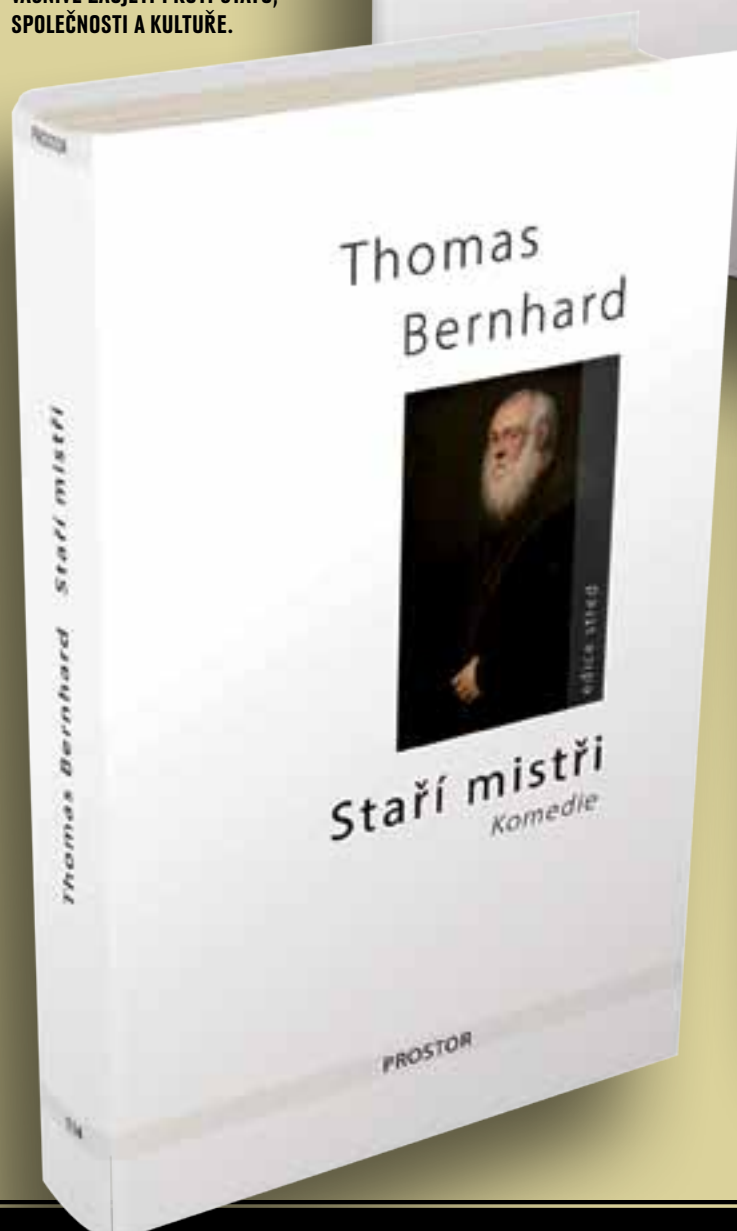 SPOLEČNOSTI A KULTUŘE.
PROSTOR
Thomas
Bernhard
edice střed
Staří mistři
Komedie
PROSTOR
Thomas Bernhard Staří mistři